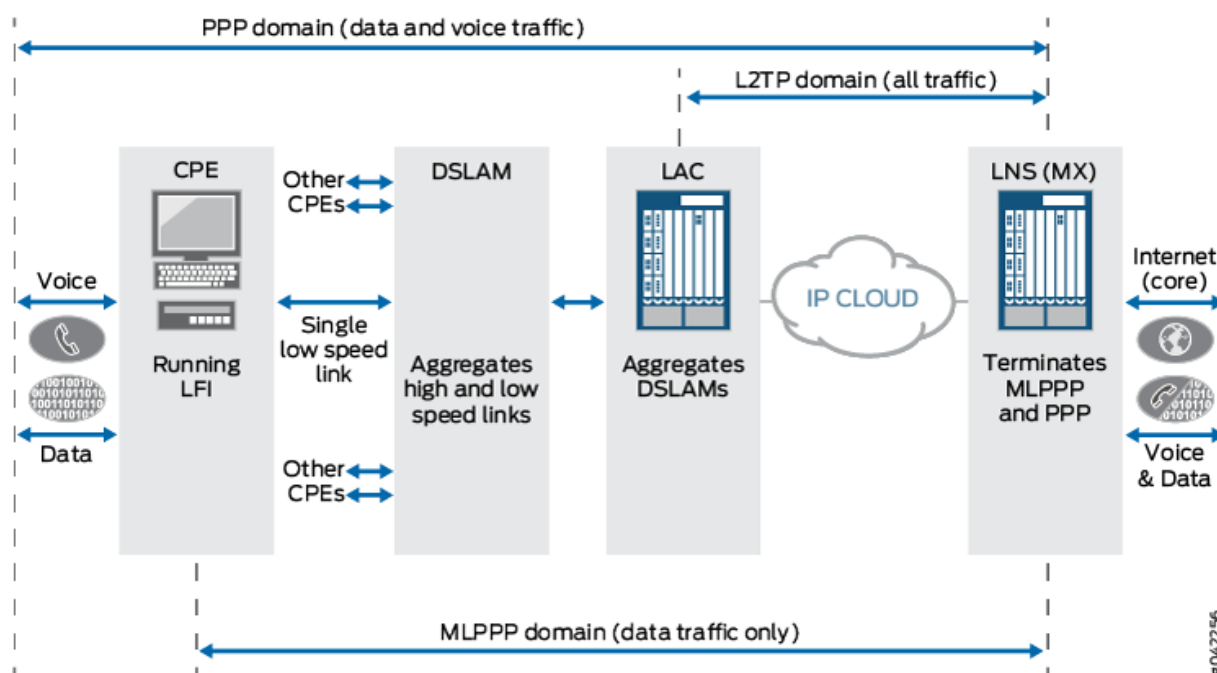 PPP domain (data and voice traffic)
L2TP domain (all traffic)
CPE
Other
CPEs
DSLAM
LAC
LNS (MX)
Voice
Internet
(core)
IP CLOUD
Single
low speed
link
Running
LFI
Aggregates
high and low
speed links
Aggregates
DSLAMs
Terminates
MLPPP
and PPP
Data
Other
CPEs
Voice
& Data
MLPPP domain (data traffic only)
g042256